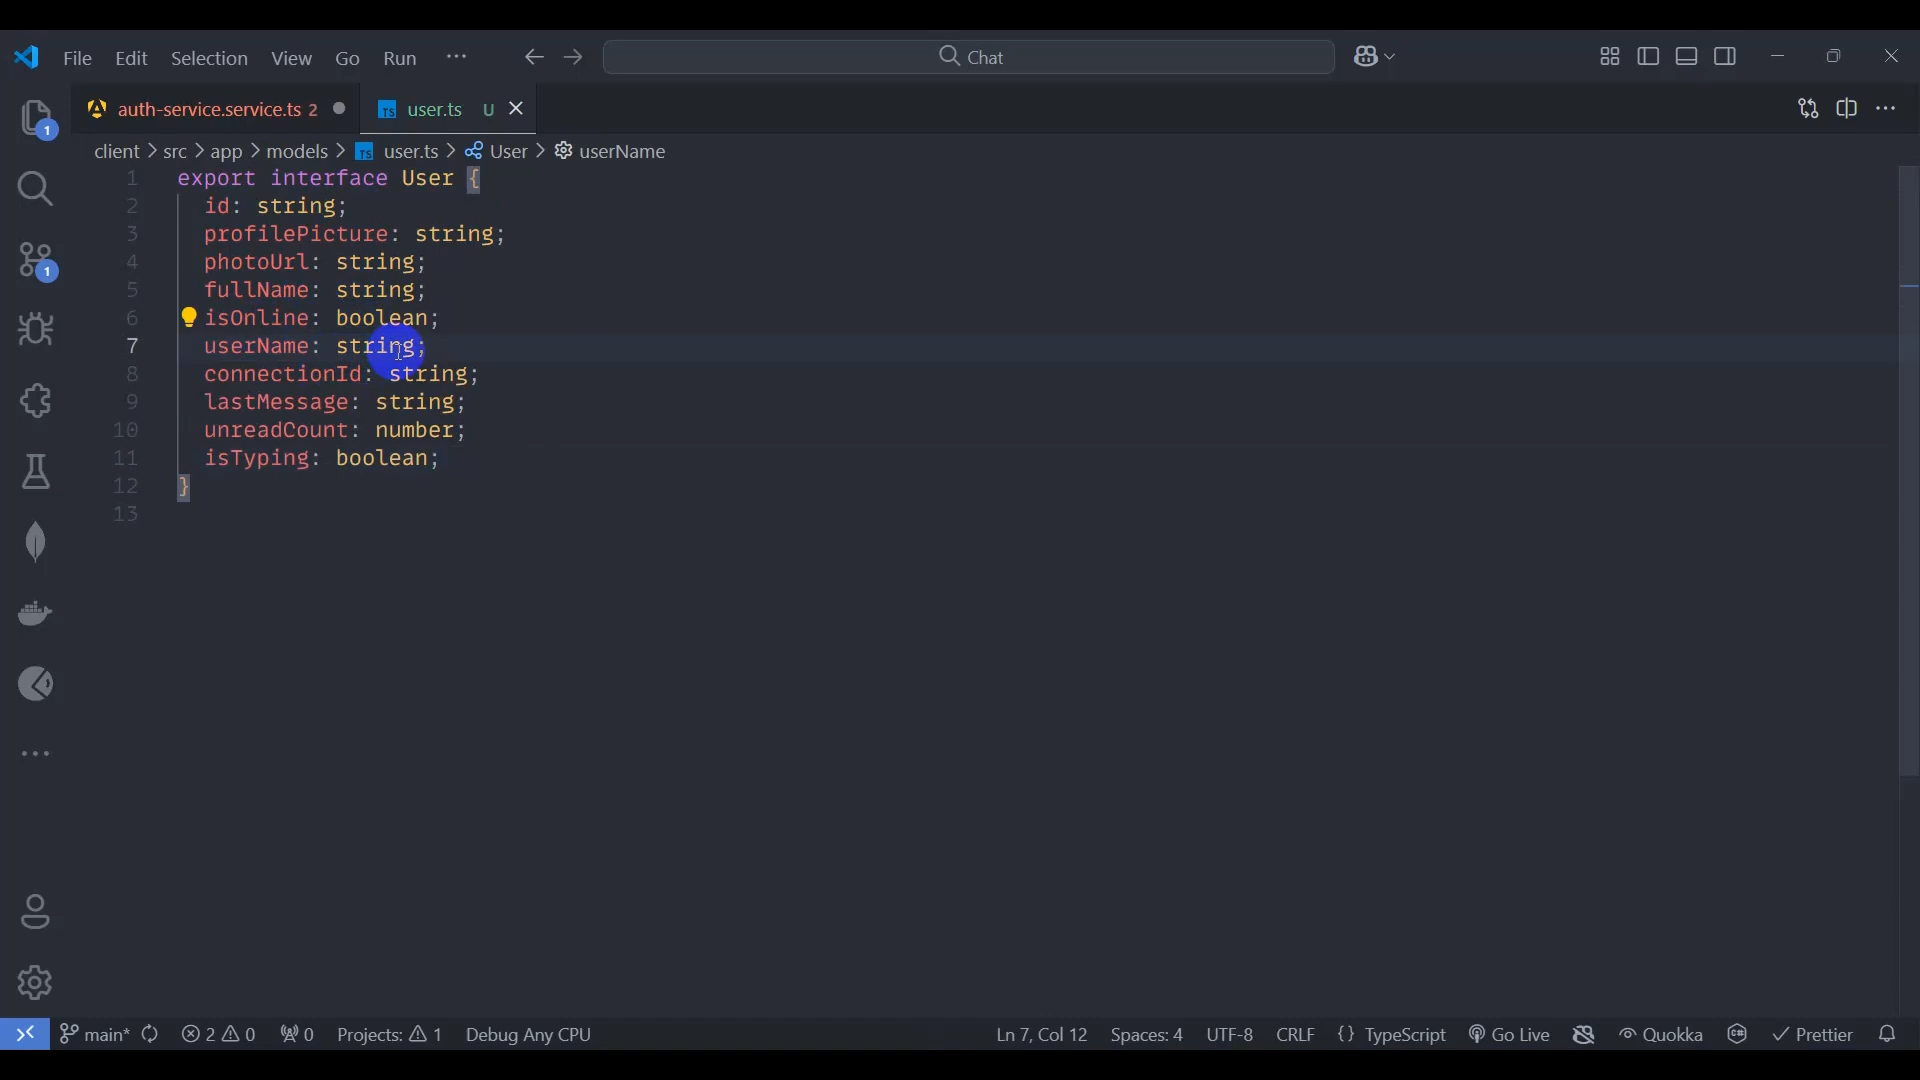 File Edit Selection View Go Run ··· Chat
auth-service.service.ts 2 TS user.ts U
client > src > app > models > TS user.ts > User > userName
1 export interface User {
2 id: string;
3 profilePicture: string;
4 photoUrl: string;
5 fullName: string;
6 isOnline: boolean;
7 userName: string;
8 connectionId: string;
9 lastMessage: string;
10 unreadCount: number;
11 isTyping: boolean;
12 }
13
1
1
main* 2 0 0 Projects: 1 Debug Any CPU Ln 7, Col 12 Spaces: 4 UTF-8 CRLF {} TypeScript Go Live Quokka Prettier